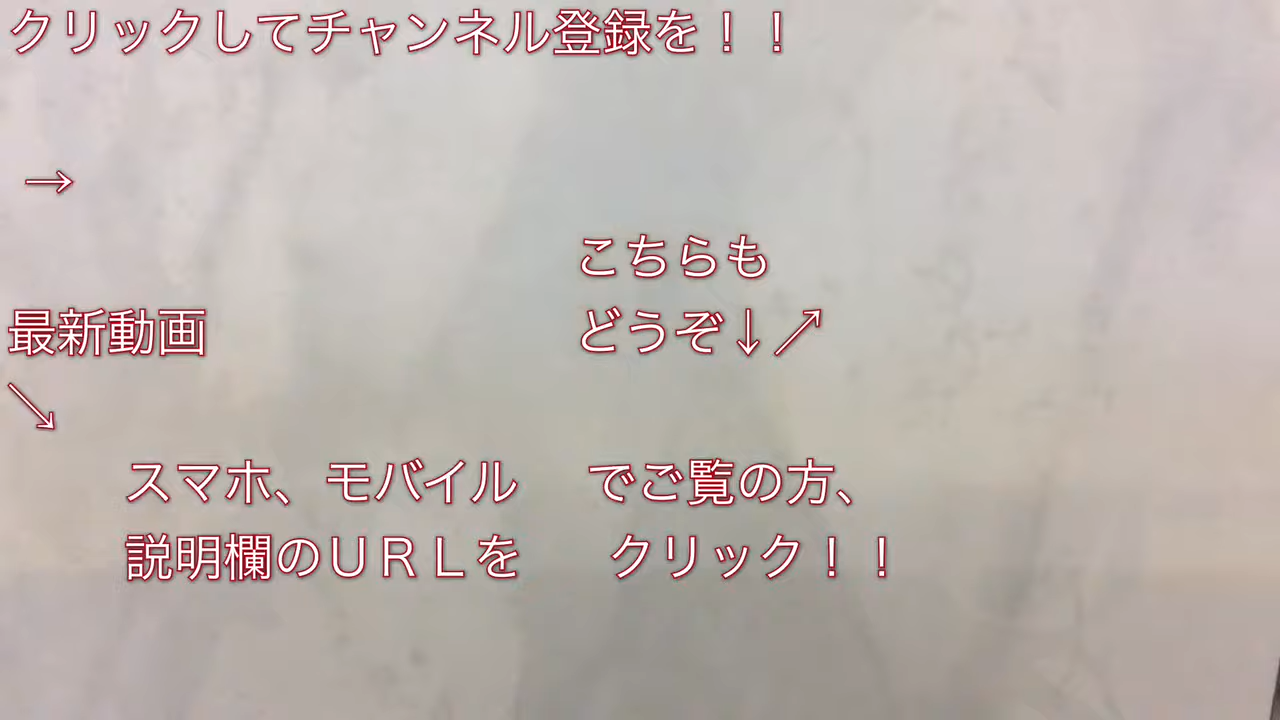 クリックしてチャンネル登録を！！
→
こちらも
最新動画 どうぞ↓↗
↘
スマホ、モバイル でご覧の方、
説明欄のＵＲＬを クリック！！